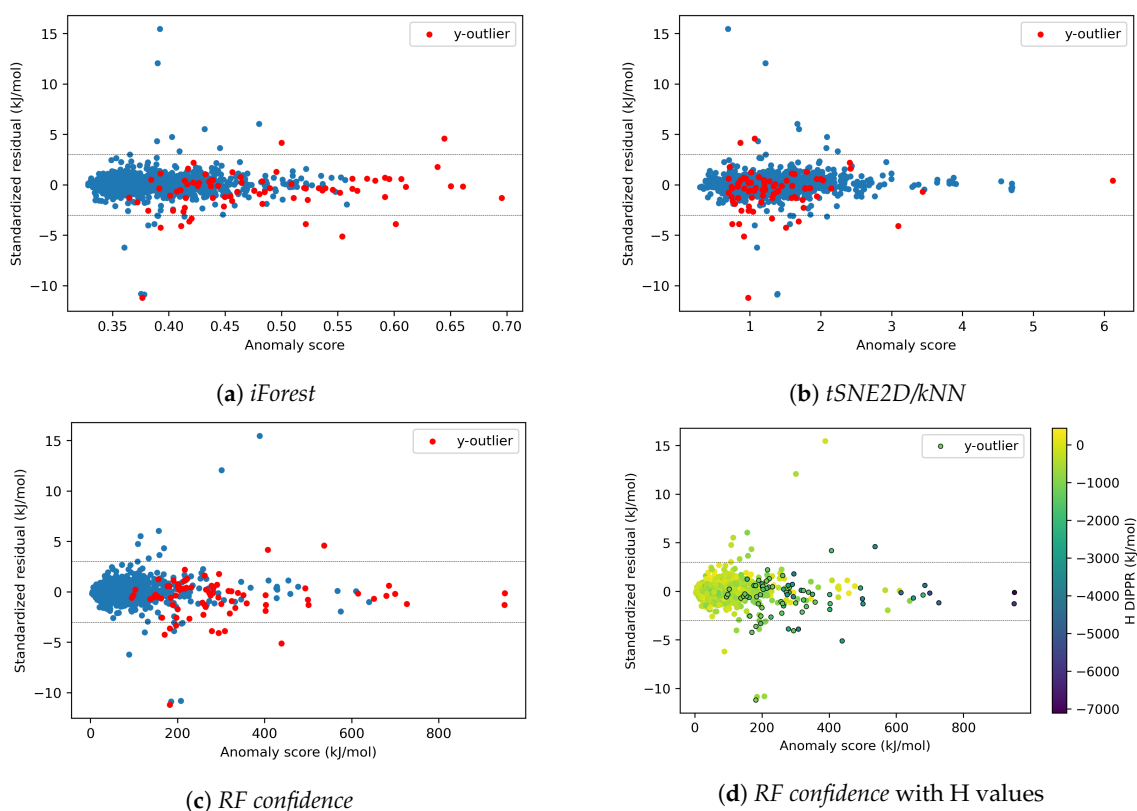 15
10
5
0
−5
−10
Standardized residual (kJ/mol)
y-outlier
0.35 0.40 0.45 0.50 0.55 0.60 0.65 0.70
Anomaly score
(a) iForest
15
10
5
0
−5
−10
Standardized residual (kJ/mol)
y-outlier
1 2 3 4 5 6
Anomaly score
(b) tSNE2D/kNN
15
10
5
0
−5
−10
Standardized residual (kJ/mol)
y-outlier
0 200 400 600 800
Anomaly score (kJ/mol)
(c) RF confidence
15
10
5
0
−5
−10
Standardized residual (kJ/mol)
y-outlier
0 200 400 600 800
Anomaly score (kJ/mol)
0
−1000
−2000
−3000
−4000
−5000
−6000
−7000
H DIPPR (kJ/mol)
(d) RF confidence with H values